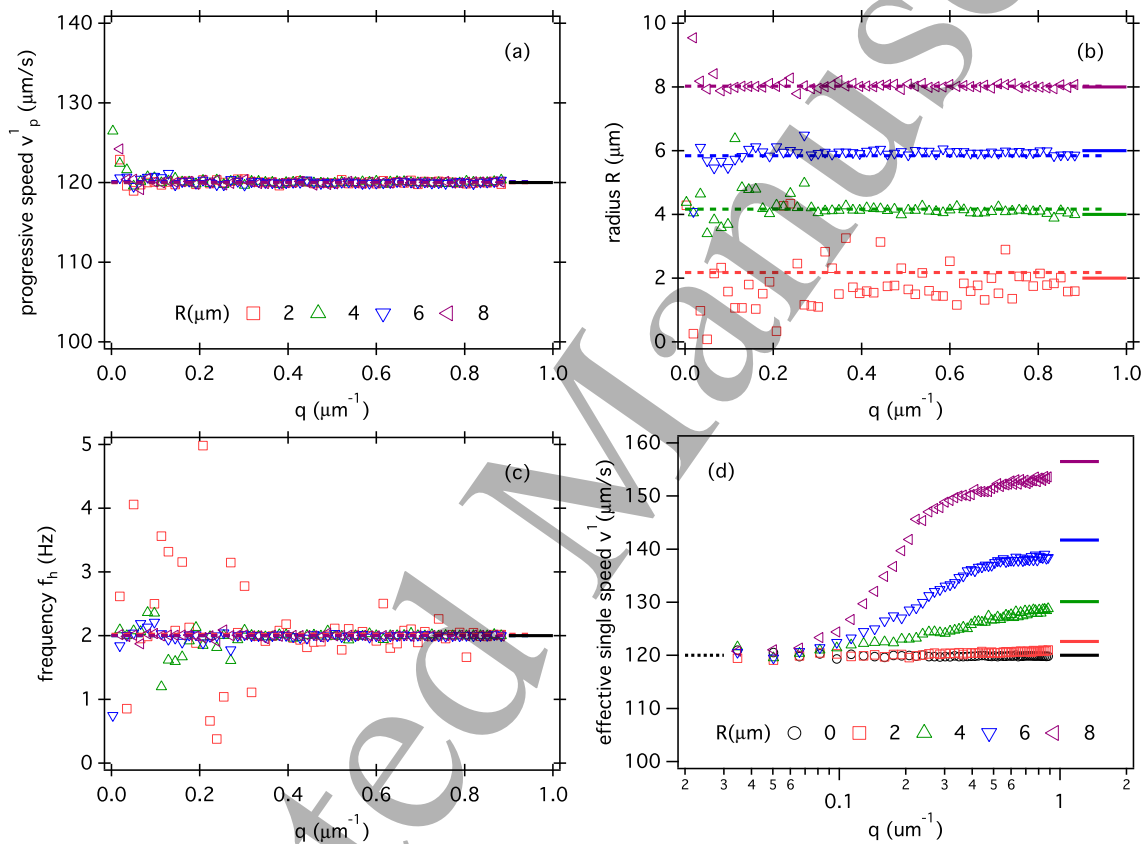 140
130
120
110
100
progressive speed v¹ₚ (μm/s)
(a)
R(μm) 2 4 6 8
0.0 0.2 0.4 0.6 0.8 1.0
q (μm⁻¹)
10
8
6
4
2
0
radius R (μm)
(b)
0.0 0.2 0.4 0.6 0.8 1.0
q (μm⁻¹)
5
4
3
2
1
0
frequency fₕ (Hz)
(c)
0.0 0.2 0.4 0.6 0.8 1.0
q (μm⁻¹)
160
150
140
130
120
110
100
effective single speed v¹(μm/s)
(d)
R(μm) 0 2 4 6 8
2 3 4 5 6 0.1 2 3 4 5 6 1 2
q (um⁻¹)
ted Manus